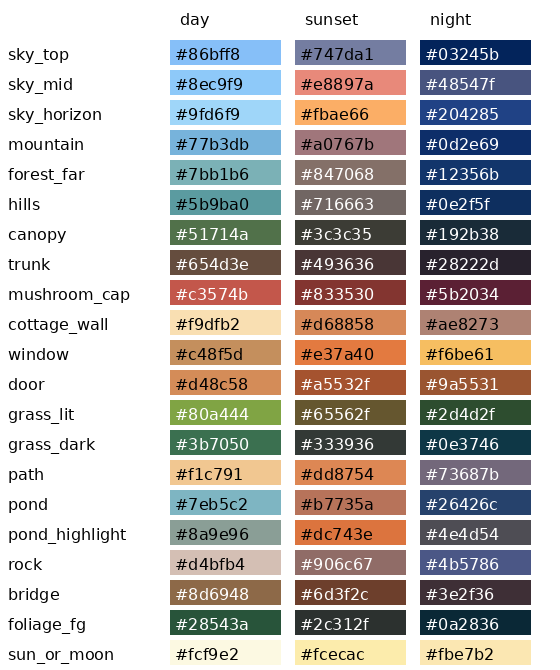 day sunset night
sky_top #86bff8 #747da1 #03245b
sky_mid #8ec9f9 #e8897a #48547f
sky_horizon #9fd6f9 #fbae66 #204285
mountain #77b3db #a0767b #0d2e69
forest_far #7bb1b6 #847068 #12356b
hills #5b9ba0 #716663 #0e2f5f
canopy #51714a #3c3c35 #192b38
trunk #654d3e #493636 #28222d
mushroom_cap #c3574b #833530 #5b2034
cottage_wall #f9dfb2 #d68858 #ae8273
window #c48f5d #e37a40 #f6be61
door #d48c58 #a5532f #9a5531
grass_lit #80a444 #65562f #2d4d2f
grass_dark #3b7050 #333936 #0e3746
path #f1c791 #dd8754 #73687b
pond #7eb5c2 #b7735a #26426c
pond_highlight #8a9e96 #dc743e #4e4d54
rock #d4bfb4 #906c67 #4b5786
bridge #8d6948 #6d3f2c #3e2f36
foliage_fg #28543a #2c312f #0a2836
sun_or_moon #fcf9e2 #fcecac #fbe7b2